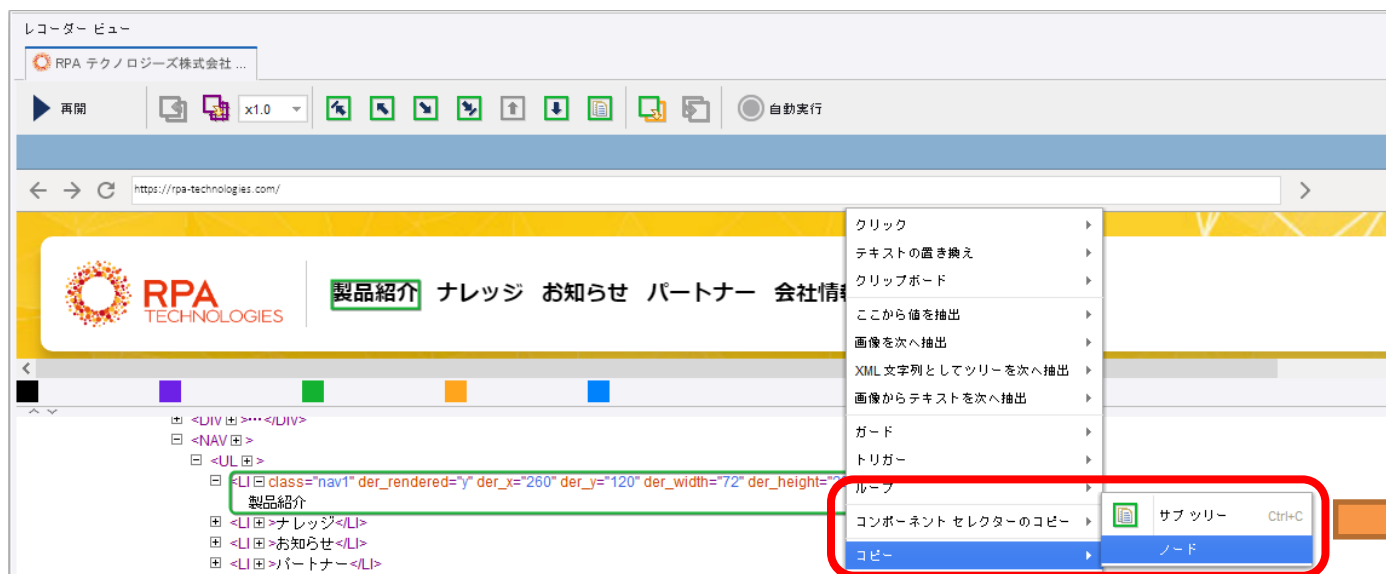 レコーダー ビュー
RPA テクノロジーズ株式会社 ...
再開
x1.0
自動実行
https://rpa-technologies.com/
RPA
TECHNOLOGIES
製品紹介 ナレッジ お知らせ パートナー 会社情報
クリック
テキストの置き換え
クリップボード
ここから値を抽出
画像を次へ抽出
XML 文字列としてツリーを次へ抽出
画像からテキストを次へ抽出
ガード
トリガー
ループ
コンポーネント セレクターのコピー
コピー
サブ ツリー Ctrl+C
ノード
<DIV>…</DIV>
<NAV>
<UL>
<LI class="nav1" der_rendered="y" der_x="260" der_y="120" der_width="72" der_height="2
製品紹介
<LI>ナレッジ</LI>
<LI>お知らせ</LI>
<LI>パートナー</LI>